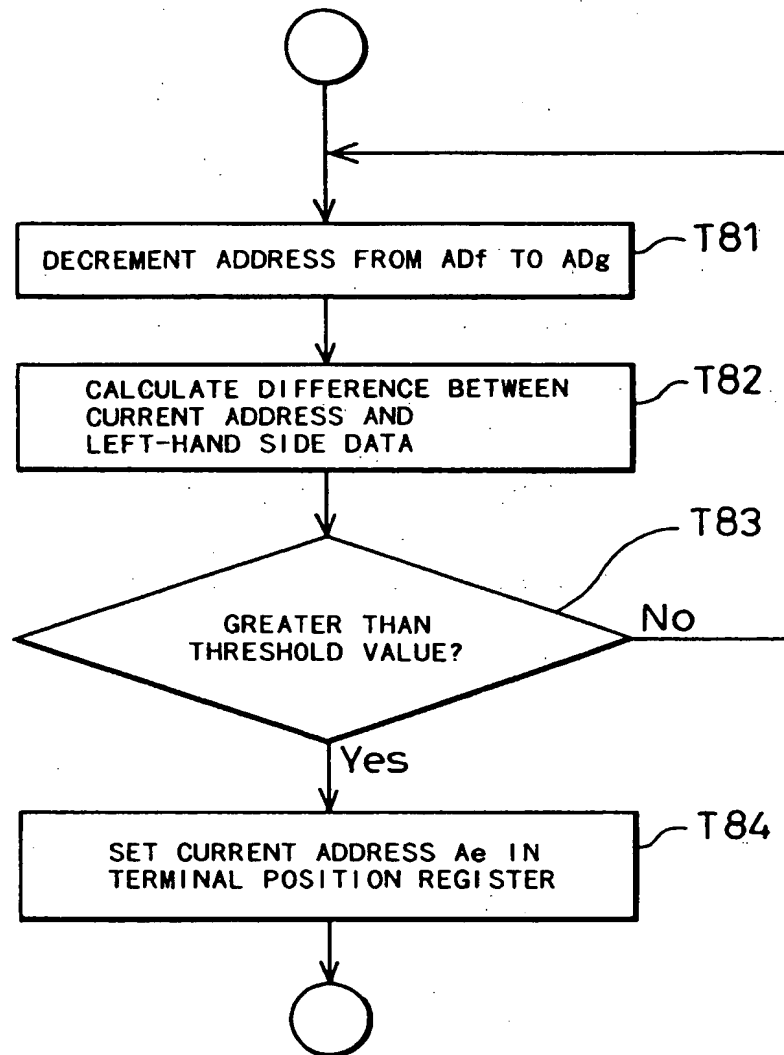 DECREMENT ADDRESS FROM ADf TO ADg
T81
CALCULATE DIFFERENCE BETWEEN
CURRENT ADDRESS AND
LEFT-HAND SIDE DATA
T82
T83
GREATER THAN
THRESHOLD VALUE?
No
Yes
SET CURRENT ADDRESS Ae IN
TERMINAL POSITION REGISTER
T84